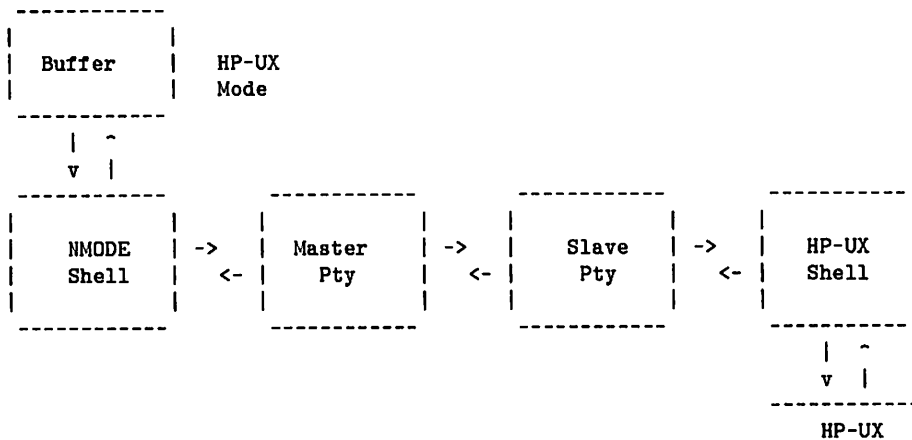 Buffer HP-UX
Mode
NMODE -> Master -> Slave -> HP-UX
Shell <- Pty <- Pty <- Shell
HP-UX